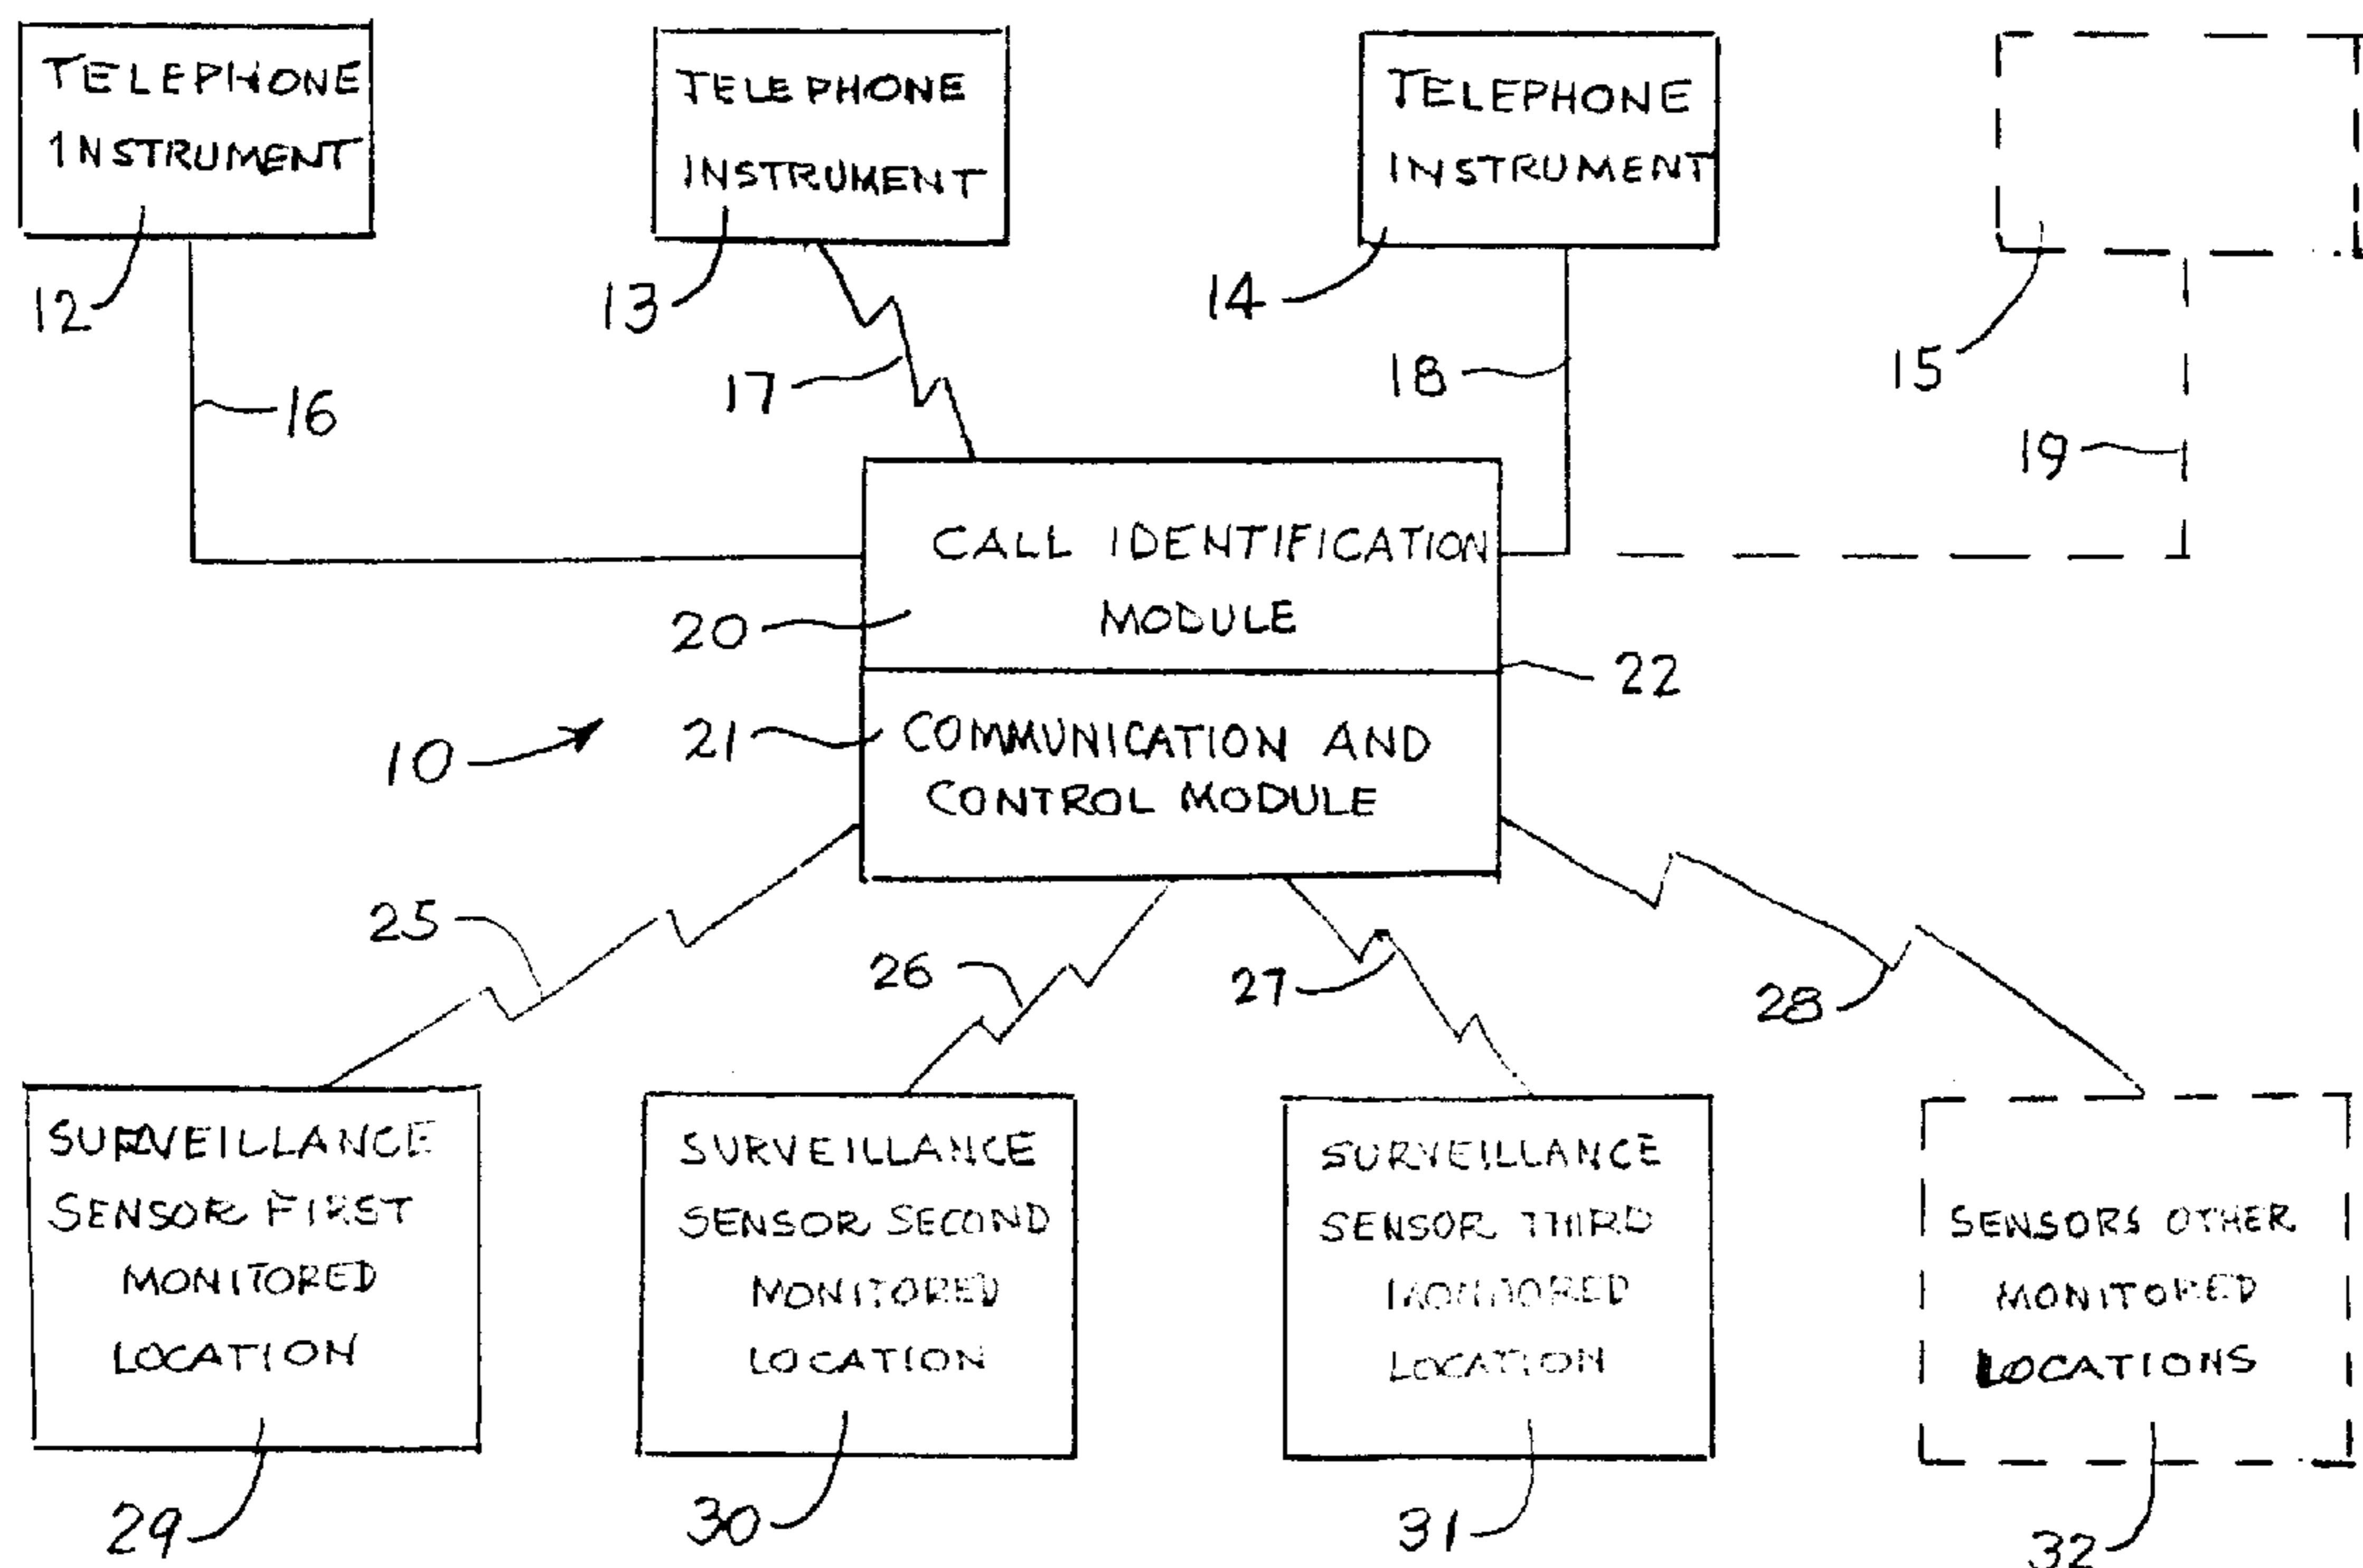 TELEPHONE
INSTRUMENT
TELEPHONE
INSTRUMENT
TELEPHONE
INSTRUMENT
12
13
14
15
16
17
18
19
CALL IDENTIFICATION
MODULE
20
22
10
21
COMMUNICATION AND
CONTROL MODULE
25
26
27
28
SURVEILLANCE
SENSOR FIRST
MONITORED
LOCATION
SURVEILLANCE
SENSOR SECOND
MONITORED
LOCATION
SURVEILLANCE
SENSOR THIRD
MONITORED
LOCATION
SENSORS OTHER
MONITORED
LOCATIONS
29
30
31
32